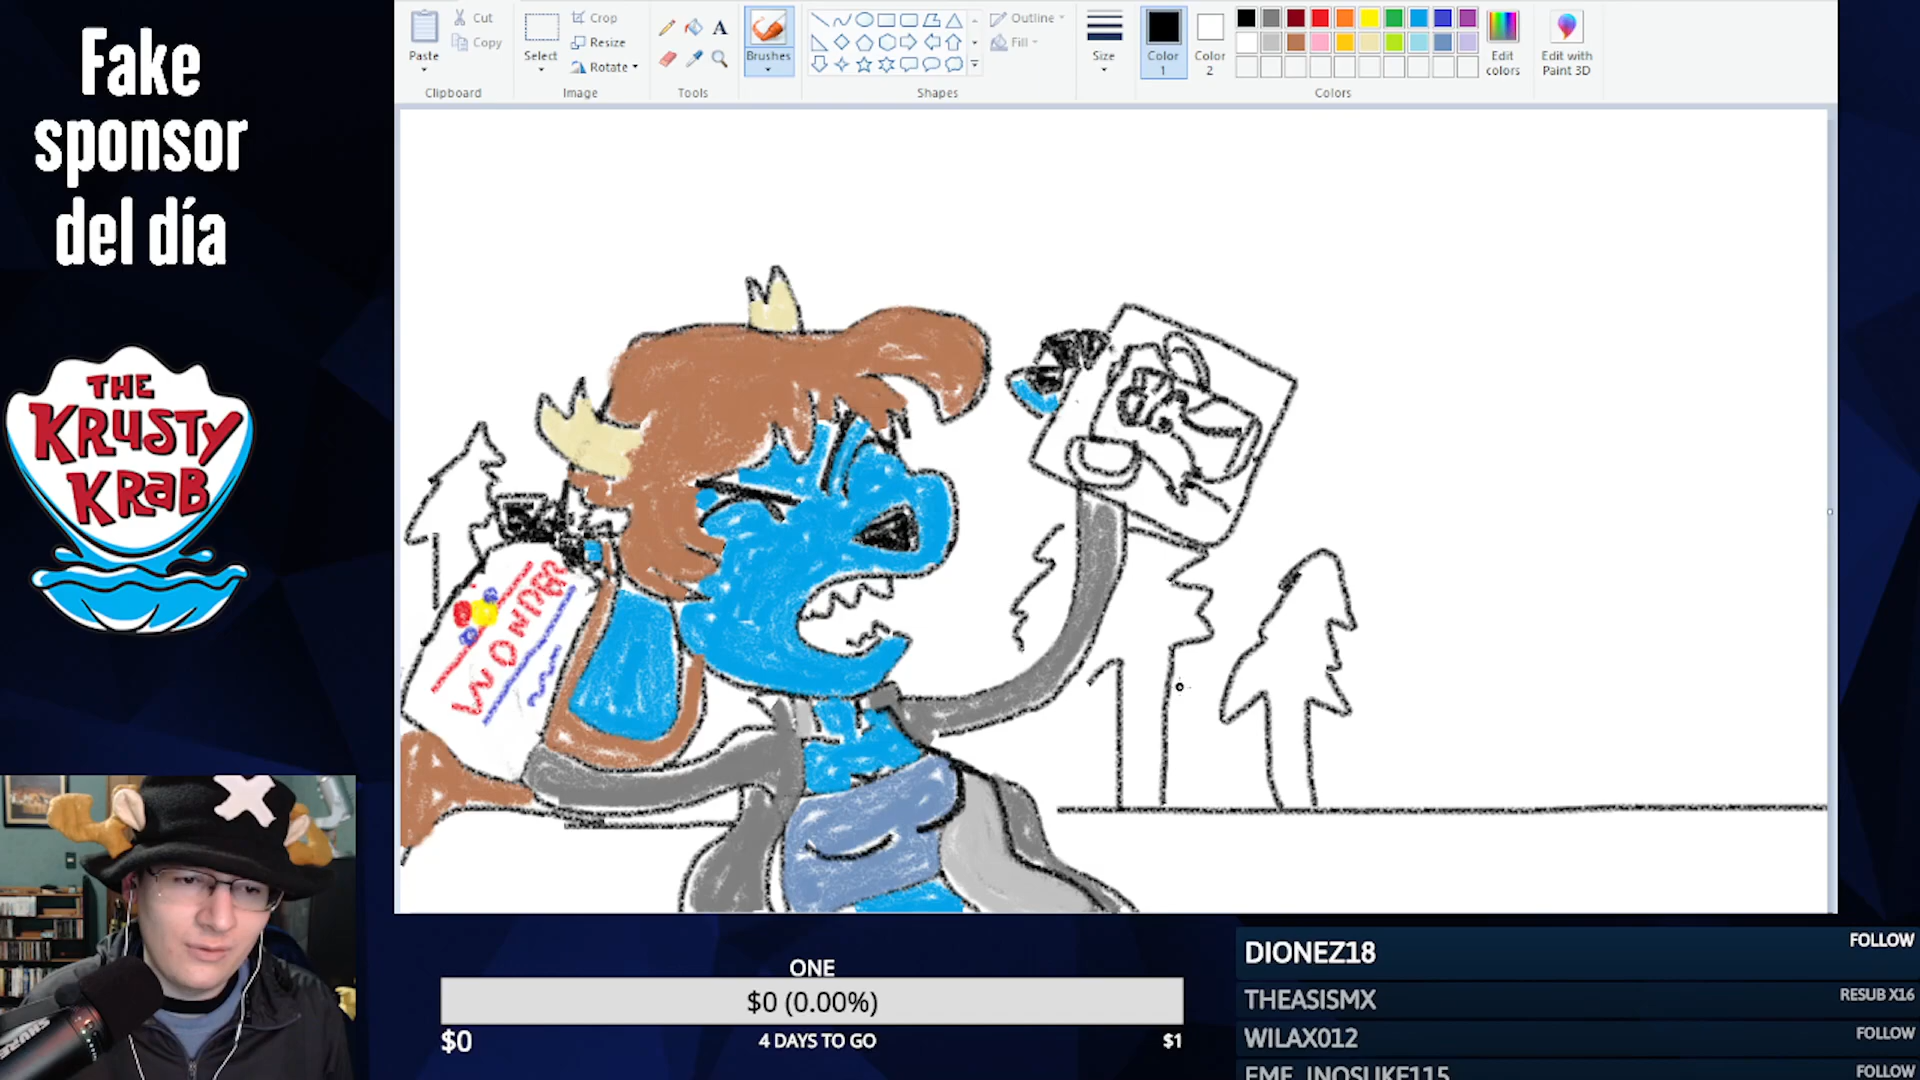 Fake
sponsor
del día
THE
KRUSTY
KRAB
Paste
Cut
Copy
Clipboard
Select
Crop
Resize
Rotate
Image
Tools
Brushes
Shapes
Outline
Fill
Size
Color
1
Color
2
Edit
colors
Edit with
Paint 3D
Colors
WONDER
SHURE
ONE
$0 (0.00%)
$0
4 DAYS TO GO
$1
DIONEZ18
FOLLOW
THEASISMX
RESUB X16
WILAX012
FOLLOW
EME_INOSUKE115
FOLLOW